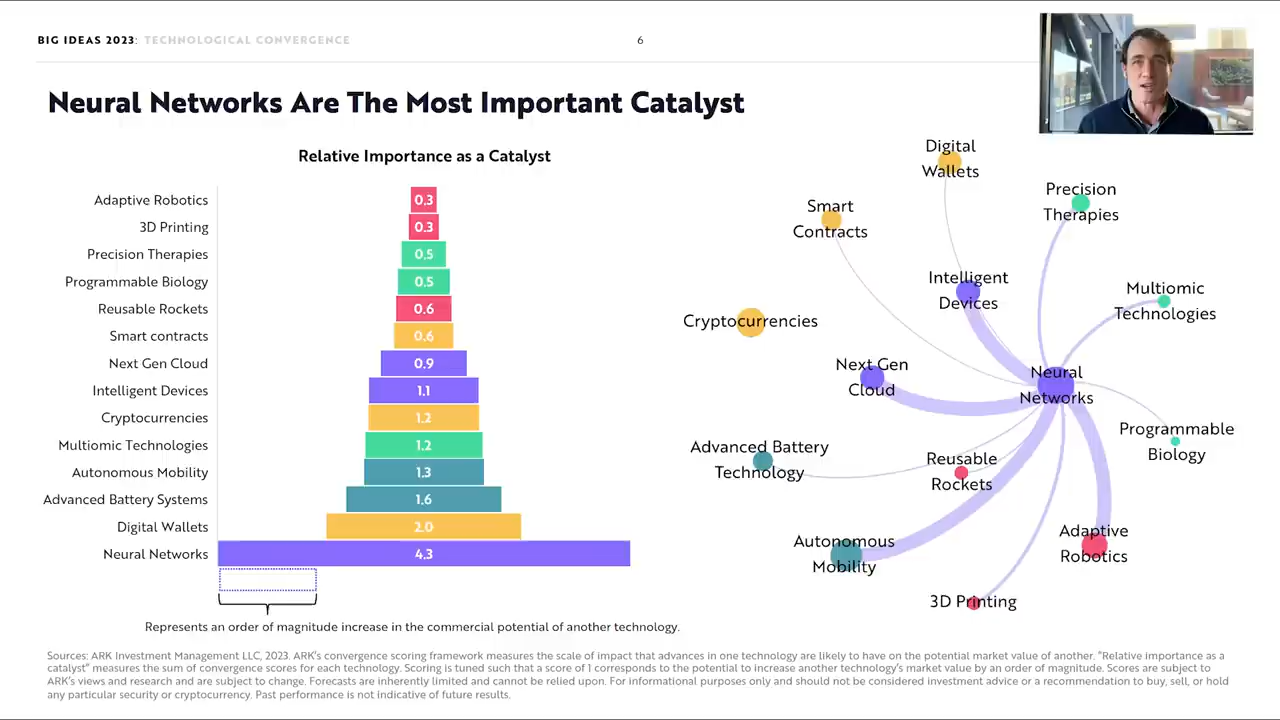 BIG IDEAS 2023: TECHNOLOGICAL CONVERGENCE
6
Neural Networks Are The Most Important Catalyst
Relative Importance as a Catalyst
Adaptive Robotics 0.3
3D Printing 0.3
Precision Therapies 0.5
Programmable Biology 0.5
Reusable Rockets 0.6
Smart contracts 0.6
Next Gen Cloud 0.9
Intelligent Devices 1.1
Cryptocurrencies 1.2
Multiomic Technologies 1.2
Autonomous Mobility 1.3
Advanced Battery Systems 1.6
Digital Wallets 2.0
Neural Networks 4.3
Represents an order of magnitude increase in the commercial potential of another technology.
Digital
Wallets
Precision
Therapies
Smart
Contracts
Intelligent
Devices
Multiomic
Technologies
Cryptocurrencies
Next Gen
Cloud
Neural
Networks
Programmable
Biology
Advanced Battery
Technology
Reusable
Rockets
Autonomous
Mobility
Adaptive
Robotics
3D Printing
Sources: ARK Investment Management LLC, 2023. ARK's convergence scoring framework measures the scale of impact that advances in one technology are likely to have on the potential market value of another. "Relative importance as a
catalyst" measures the sum of convergence scores for each technology. Scoring is tuned such that a score of 1 corresponds to the potential to increase another technology's market value by an order of magnitude. Scores are subject to
ARK's views and research and are subject to change. Forecasts are inherently limited and cannot be relied upon. For informational purposes only and should not be considered investment advice or a recommendation to buy, sell, or hold
any particular security or cryptocurrency. Past performance is not indicative of future results.